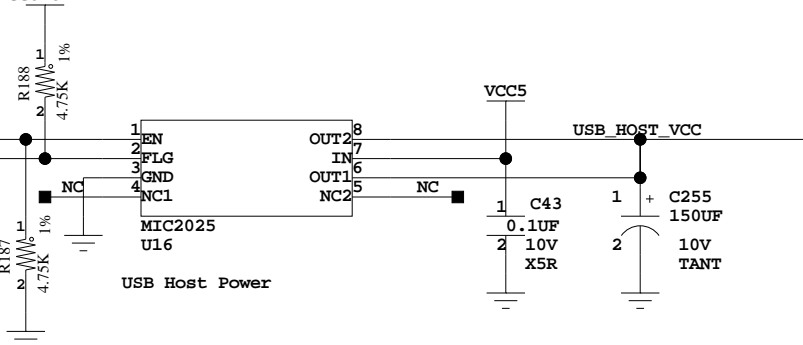 1
1%
R188
4.75K
2
VCC5
1
EN
OUT2
8
USB_HOST_VCC
2
FLG
IN
7
3
GND
OUT1
6
NC
4
NC1
NC2
5
NC
MIC2025
U16
USB Host Power
1
C43
0.1UF
2
10V
X5R
1
+
C255
150UF
2
10V
TANT
1
1%
R187
4.75K
2